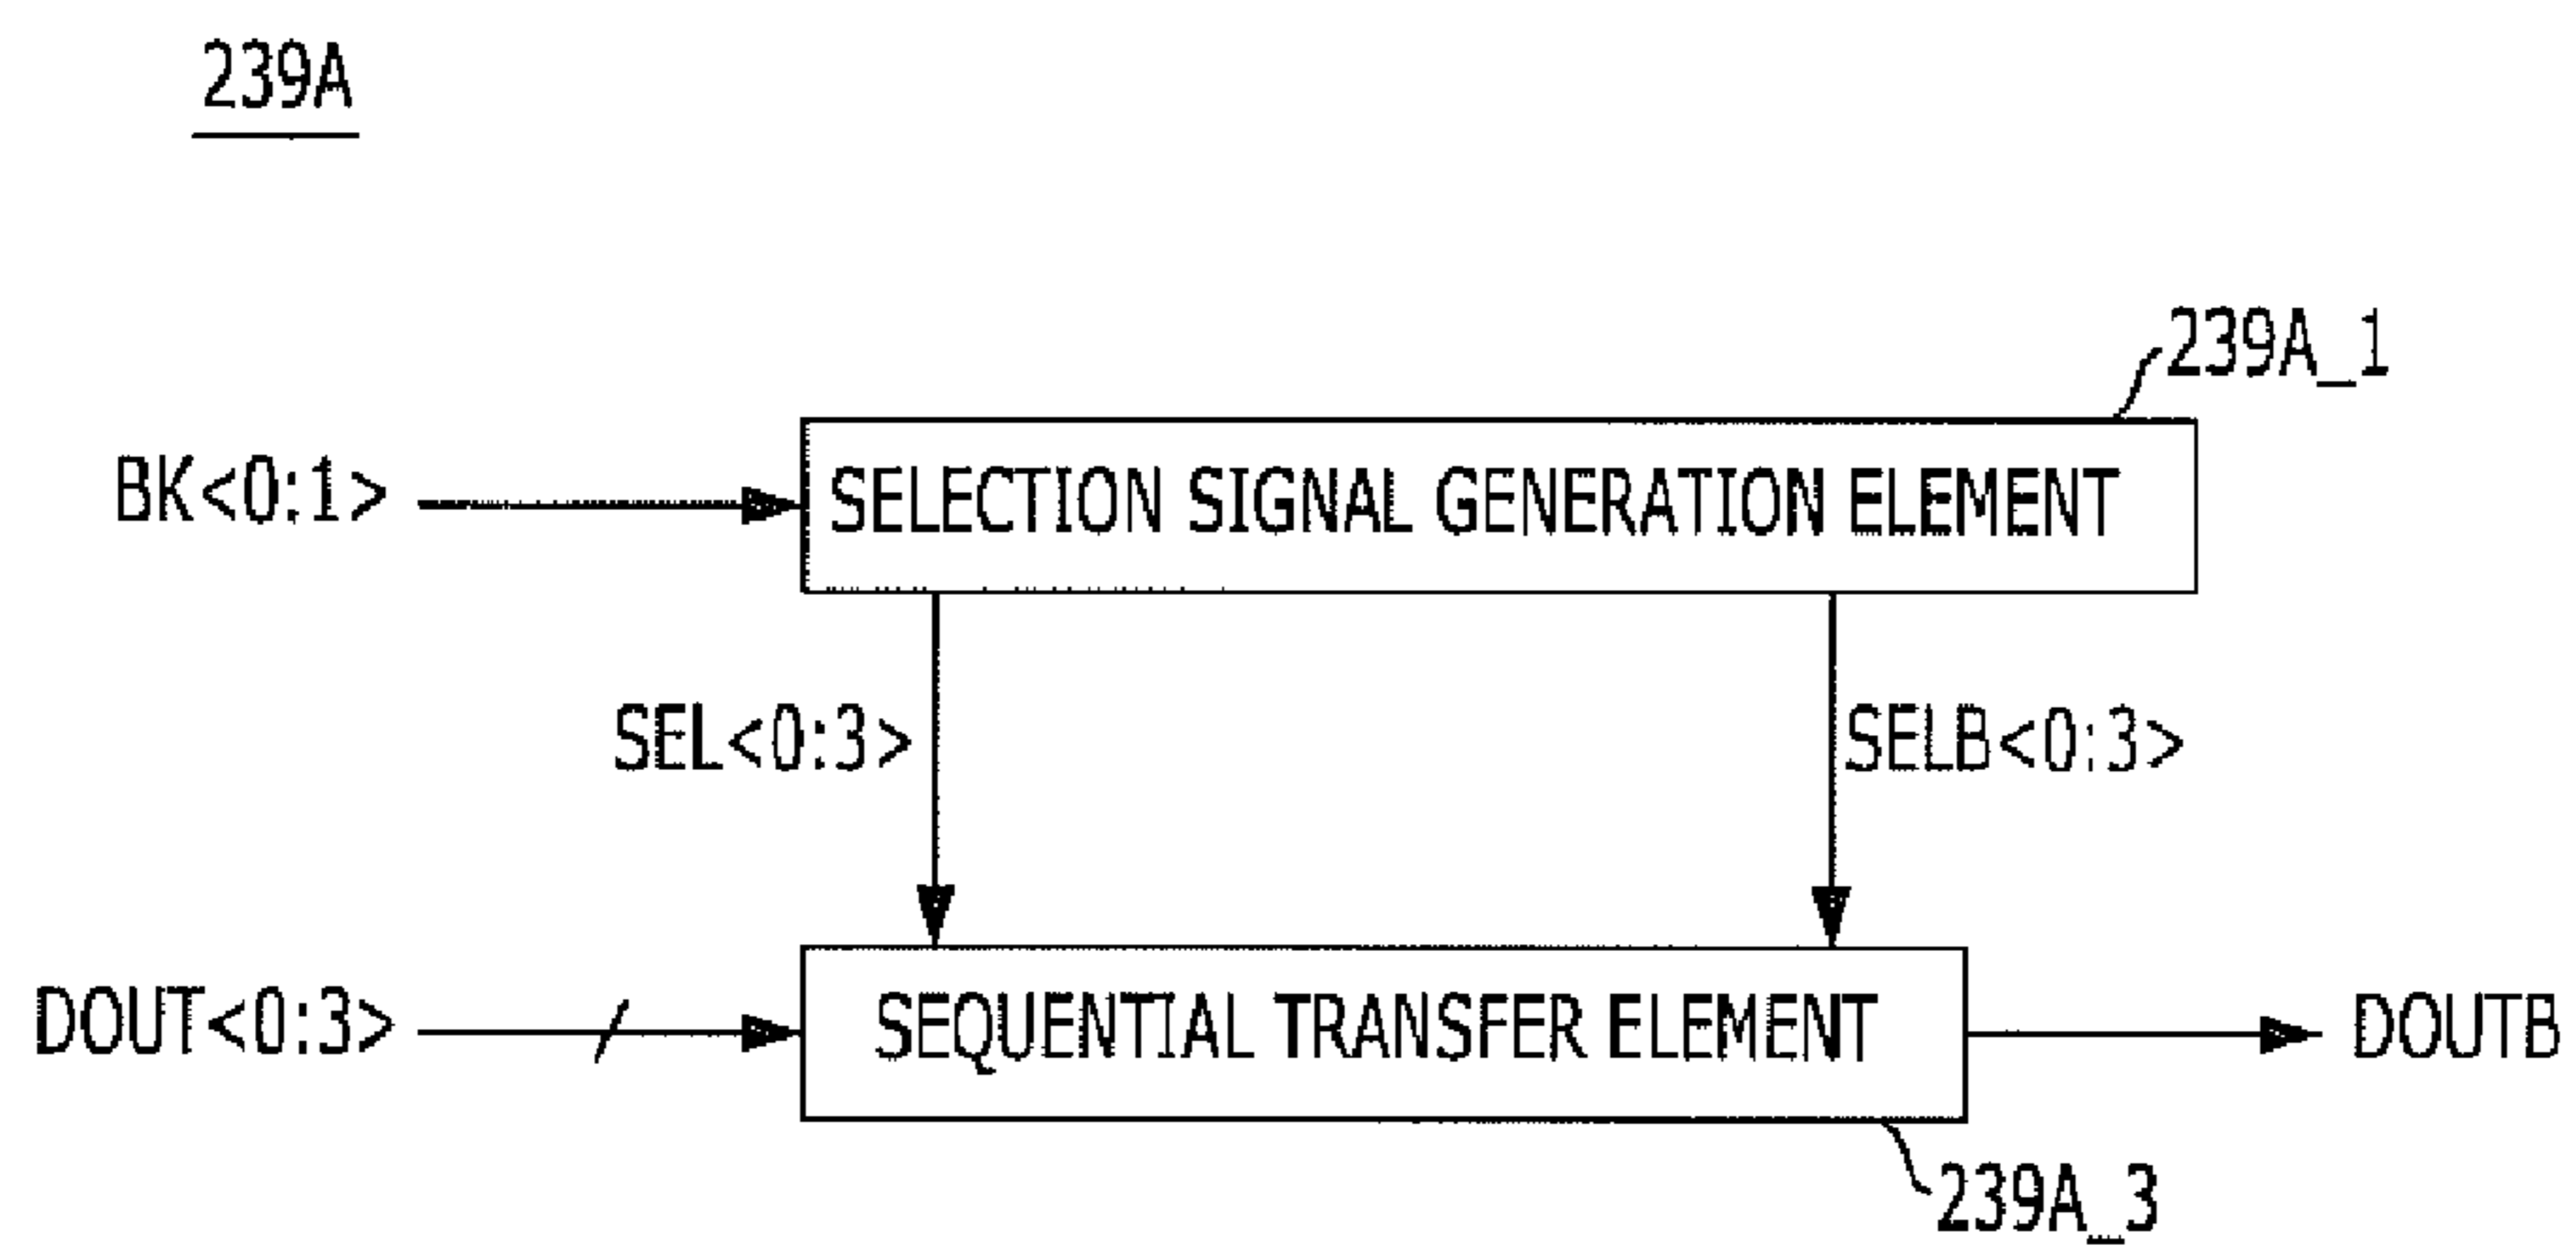 239A
239A_1
BK<0:1>
SELECTION SIGNAL GENERATION ELEMENT
SEL<0:3>
SELB<0:3>
DOUT<0:3>
SEQUENTIAL TRANSFER ELEMENT
DOUTB
239A_3